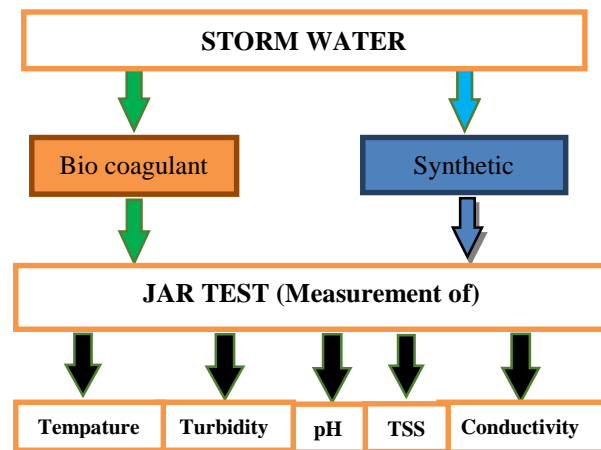 STORM WATER
Bio coagulant
Synthetic
JAR TEST (Measurement of)
Tempature
Turbidity
pH
TSS
Conductivity